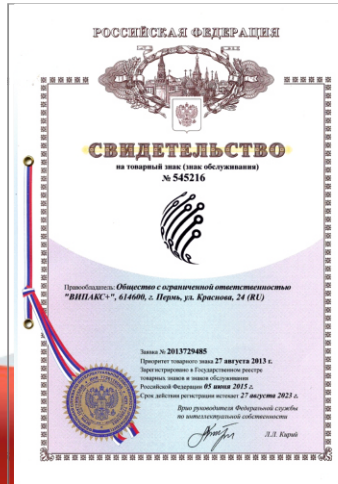 РОССИЙСКАЯ ФЕДЕРАЦИЯ
СВИДЕТЕЛЬСТВО
на товарный знак (знак обслуживания)
№ 545216
Правообладатель: Общество с ограниченной ответственностью
"ВИПАКС+", 614600, г. Пермь, ул. Краснова, 24 (RU)
Заявка № 2013729485
Приоритет товарного знака 27 августа 2013 г.
Зарегистрировано в Государственном реестре
товарных знаков и знаков обслуживания
Российской Федерации 05 июня 2015 г.
Срок действия регистрации истекает 27 августа 2023 г.
Врио руководителя Федеральной службы
по интеллектуальной собственности
Л.Л. Кирий